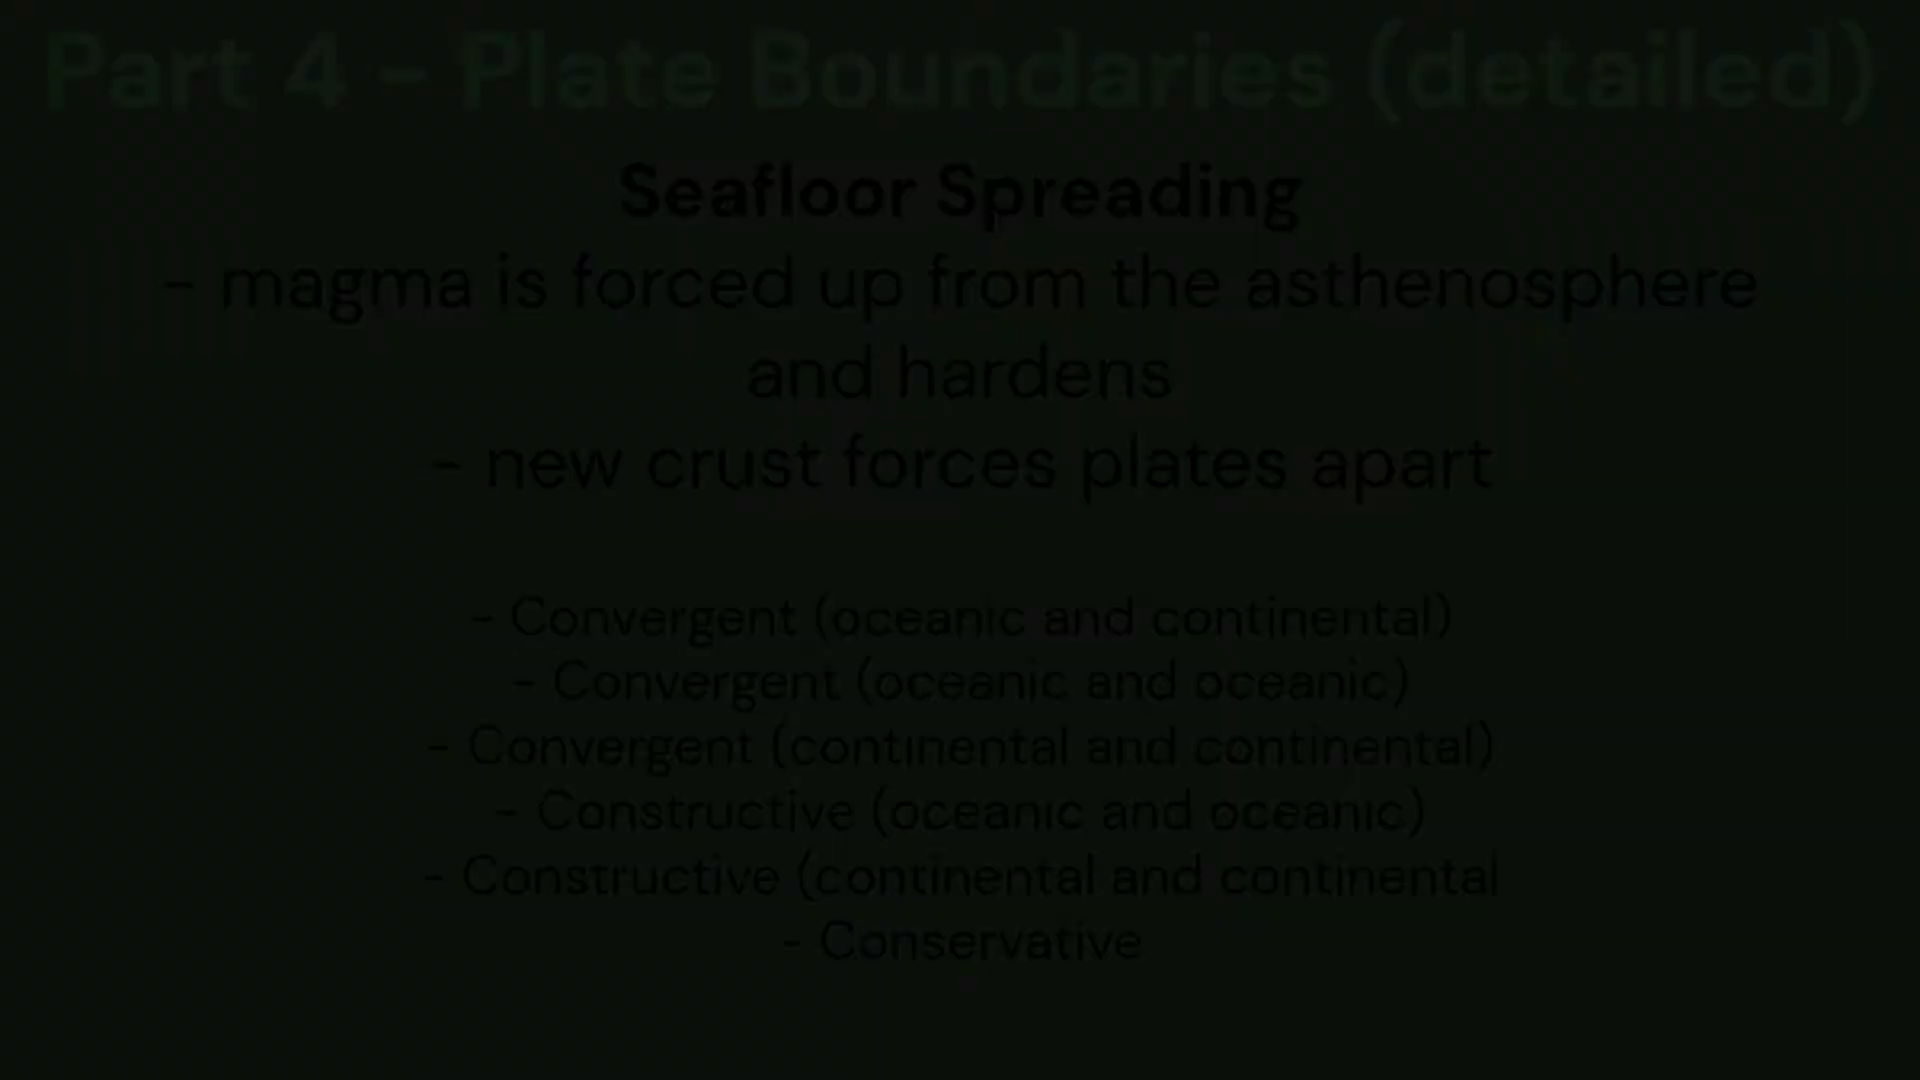 Part 4 - Plate Boundaries (detailed)
Seafloor Spreading
- magma is forced up from the asthenosphere
and hardens
- new crust forces plates apart
- Convergent (oceanic and continental)
- Convergent (oceanic and oceanic)
- Convergent (continental and continental)
- Constructive (oceanic and oceanic)
- Constructive (continental and continental
- Conservative